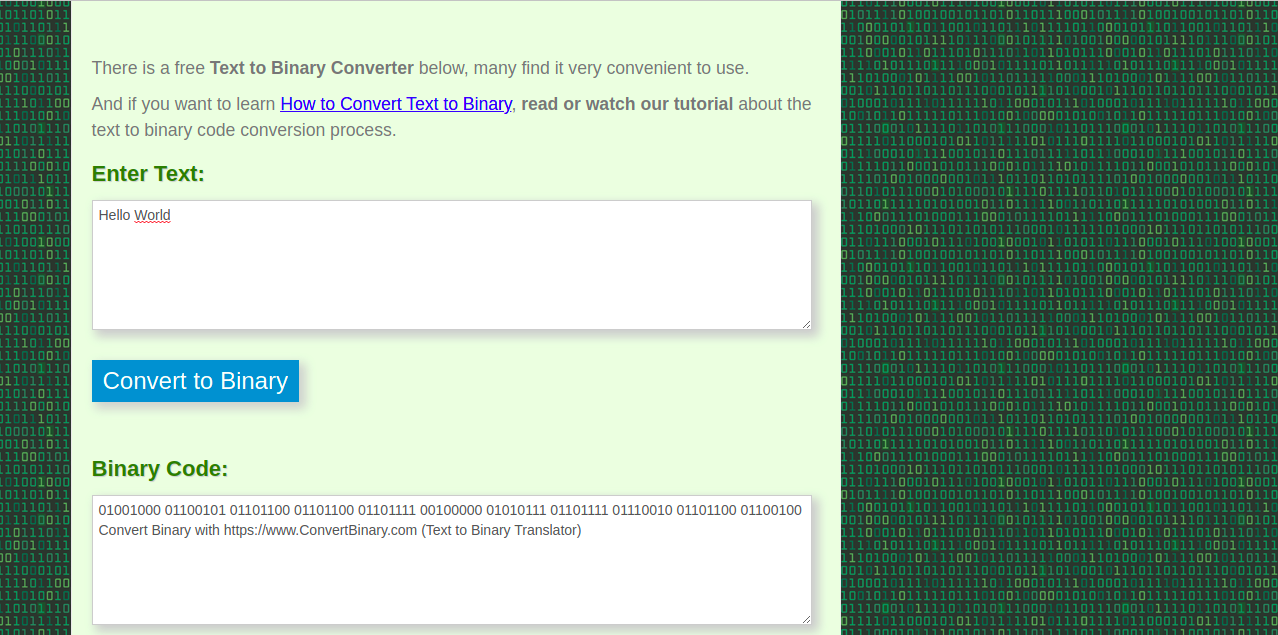 There is a free Text to Binary Converter below, many find it very convenient to use.
And if you want to learn How to Convert Text to Binary, read or watch our tutorial about the
text to binary code conversion process.
Enter Text:
Hello World
Convert to Binary
Binary Code:
01001000 01100101 01101100 01101100 01101111 00100000 01010111 01101111 01110010 01101100 01100100
Convert Binary with https://www.ConvertBinary.com (Text to Binary Translator)